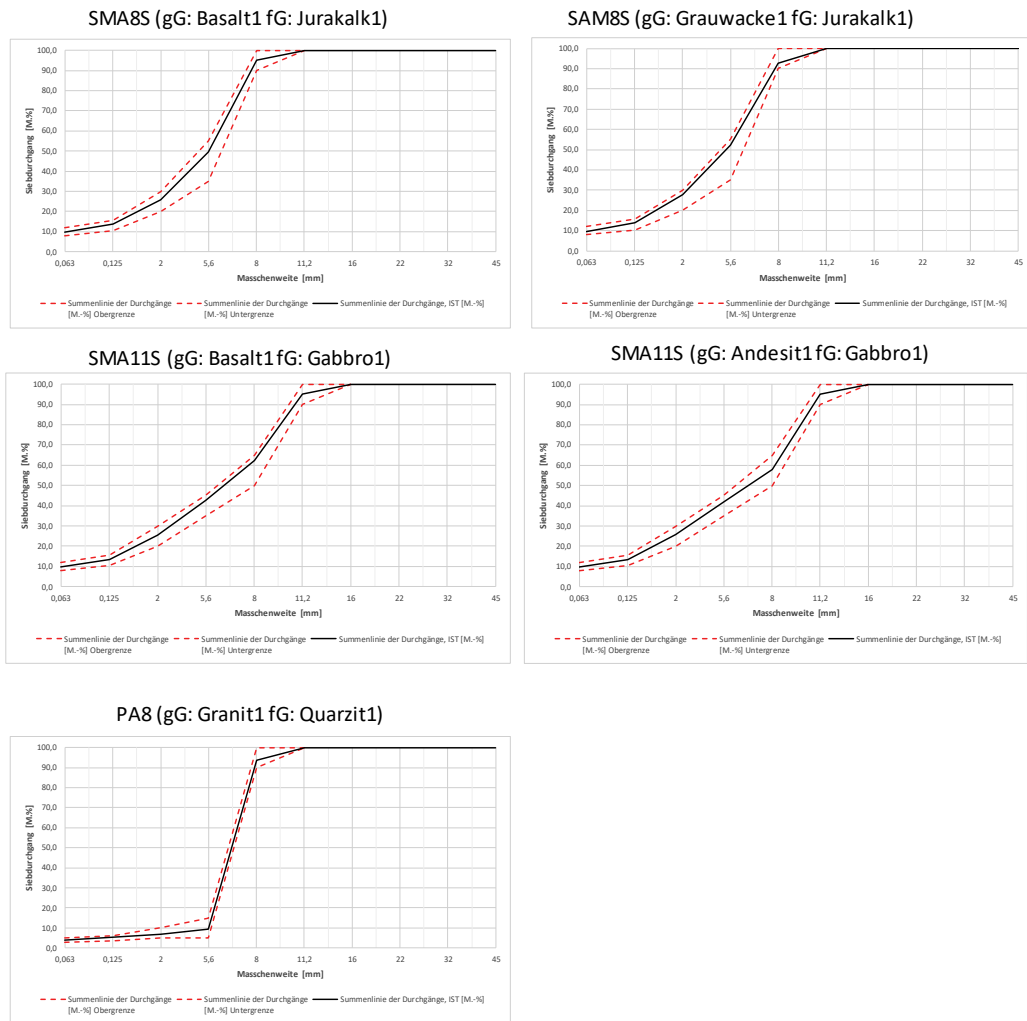 SMA8S (gG: Basalt1 fG: Jurakalk1)
100,0
90,0
80,0
70,0
60,0
50,0
40,0
30,0
20,0
10,0
0,0
Siebdurchgang [M.%]
0,063 0,125 2 5,6 8 11,2 16 22 32 45
Masschenweite [mm]
Summenlinie der Durchgänge Summenlinie der Durchgänge Summenlinie der Durchgänge, IST [M.-%]
[M.-%] Obergrenze [M.-%] Untergrenze
SAM8S (gG: Grauwacke1 fG: Jurakalk1)
100,0
90,0
80,0
70,0
60,0
50,0
40,0
30,0
20,0
10,0
0,0
Siebdurchgang [M.%]
0,063 0,125 2 5,6 8 11,2 16 22 32 45
Masschenweite [mm]
Summenlinie der Durchgänge Summenlinie der Durchgänge Summenlinie der Durchgänge, IST [M.-%]
[M.-%] Obergrenze [M.-%] Untergrenze
SMA11S (gG: Basalt1 fG: Gabbro1)
100,0
90,0
80,0
70,0
60,0
50,0
40,0
30,0
20,0
10,0
0,0
Siebdurchgang [M.%]
0,063 0,125 2 5,6 8 11,2 16 22 32 45
Masschenweite [mm]
Summenlinie der Durchgänge Summenlinie der Durchgänge Summenlinie der Durchgänge, IST [M.-%]
[M.-%] Obergrenze [M.-%] Untergrenze
SMA11S (gG: Andesit1 fG: Gabbro1)
100,0
90,0
80,0
70,0
60,0
50,0
40,0
30,0
20,0
10,0
0,0
Siebdurchgang [M.%]
0,063 0,125 2 5,6 8 11,2 16 22 32 45
Masschenweite [mm]
Summenlinie der Durchgänge Summenlinie der Durchgänge Summenlinie der Durchgänge, IST [M.-%]
[M.-%] Obergrenze [M.-%] Untergrenze
PA8 (gG: Granit1 fG: Quarzit1)
100,0
90,0
80,0
70,0
60,0
50,0
40,0
30,0
20,0
10,0
0,0
Siebdurchgang [M.%]
0,063 0,125 2 5,6 8 11,2 16 22 32 45
Masschenweite [mm]
Summenlinie der Durchgänge Summenlinie der Durchgänge Summenlinie der Durchgänge, IST [M.-%]
[M.-%] Obergrenze [M.-%] Untergrenze